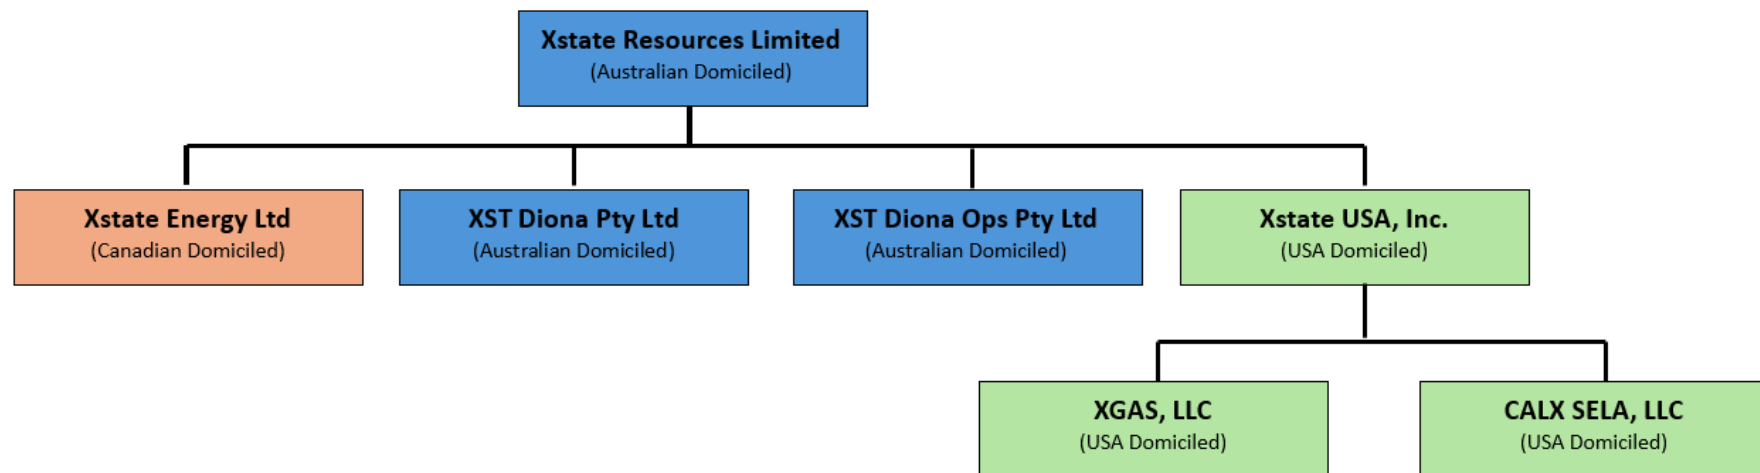 Xstate Resources Limited
(Australian Domiciled)
Xstate Energy Ltd
(Canadian Domiciled)
XST Diona Pty Ltd
(Australian Domiciled)
XST Diona Ops Pty Ltd
(Australian Domiciled)
Xstate USA, Inc.
(USA Domiciled)
XGAS, LLC
(USA Domiciled)
CALX SELA, LLC
(USA Domiciled)